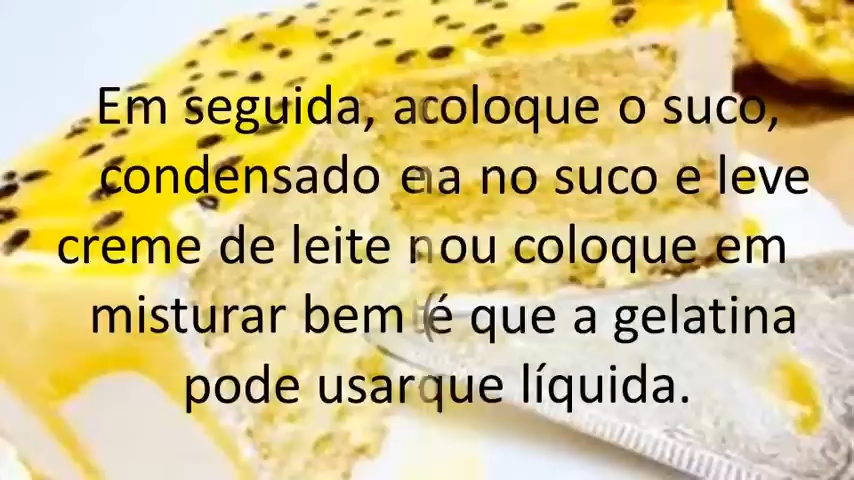 Em seguida, acoloque o suco,
condensado ena no suco e leve
creme de leite nou coloque em
misturar bem (é que a gelatina
pode usarque líquida.